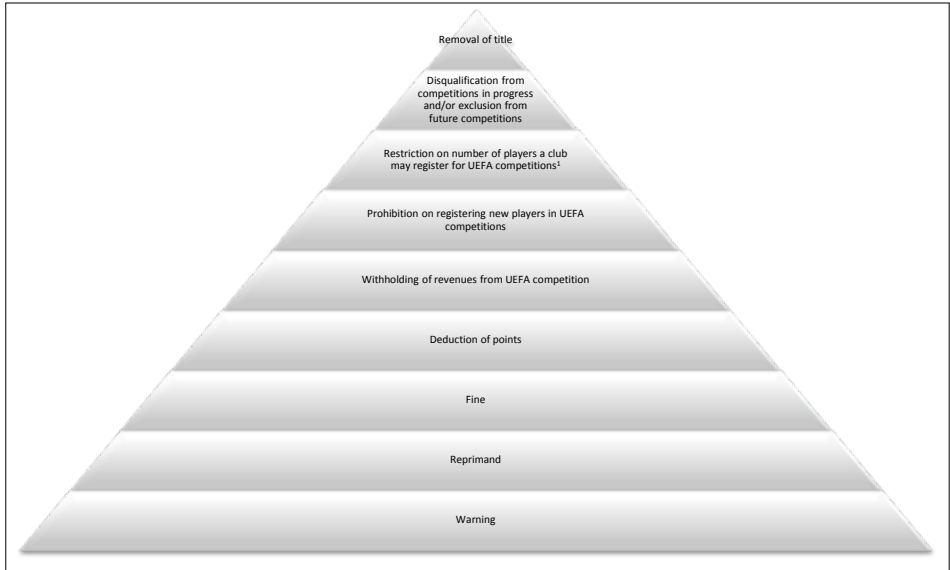 Removal of title
Disqualification from
competitions in progress
and/or exclusion from
future competitions
Restriction on number of players a club
may register for UEFA competitions¹
Prohibition on registering new players in UEFA
competitions
Withholding of revenues from UEFA competition
Deduction of points
Fine
Reprimand
Warning